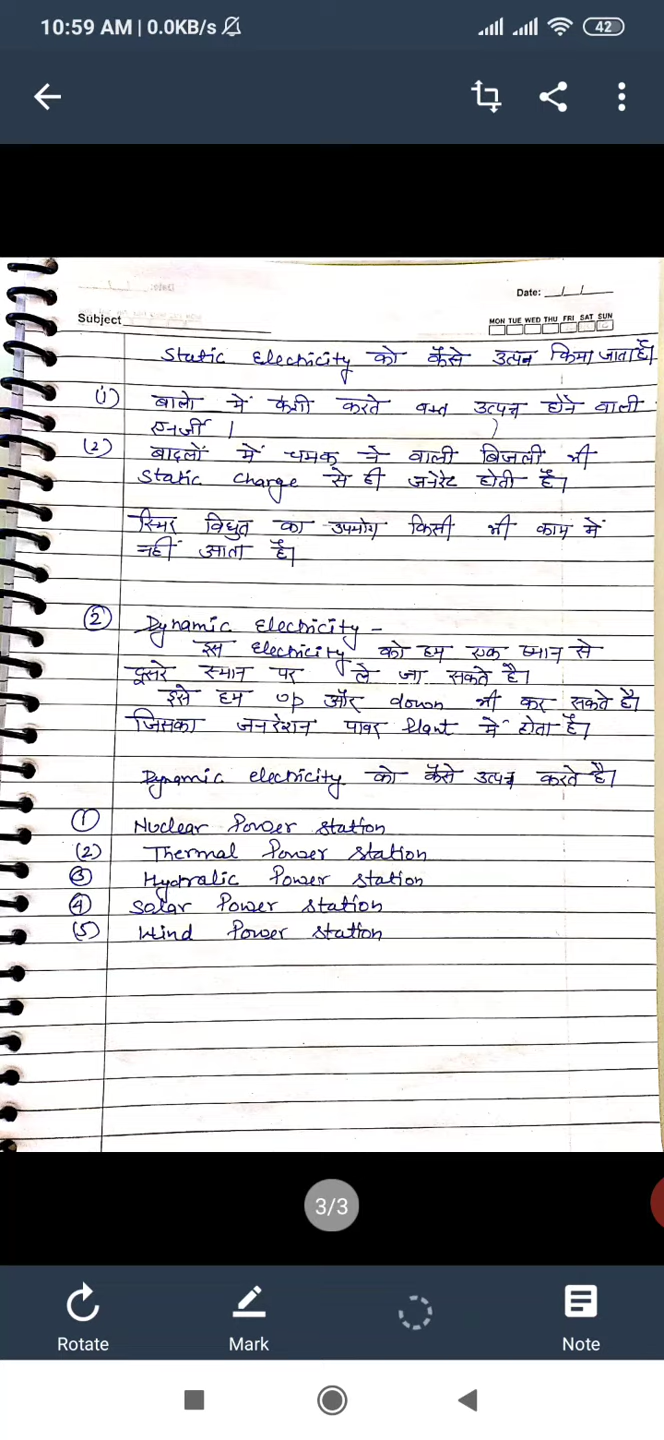 10:59 AM | 0.0KB/s
42
Date: __/__/__
Subject
MON TUE WED THU FRI SAT SUN
Static Electricity को कैसे उत्पन्न किया जाता है।
(1) बालो में कंघी करते वक्त उत्पन्न होने वाली
एनर्जी ।
(2) बादलों में चमक ने वाली बिजली भी
Static charge से ही जनरेट होती है।
स्थिर विधुत का उपयोग किसी भी काम में
नहीं आता है।
(2) Dynamic Electricity -
इस Electricity को हम एक स्थान से
दूसरे स्थान पर ले जा सकते है।
इसे हम up और down भी कर सकते है।
जिसका जनरेशन पावर Plant में होता है।
Dynamic electricity को कैसे उत्पन्न करते है।
(1) Nuclear Power station
(2) Thermal Power station
(3) Hydralic Power station
(4) Solar Power station
(5) Wind Power station
3/3
Rotate Mark Note